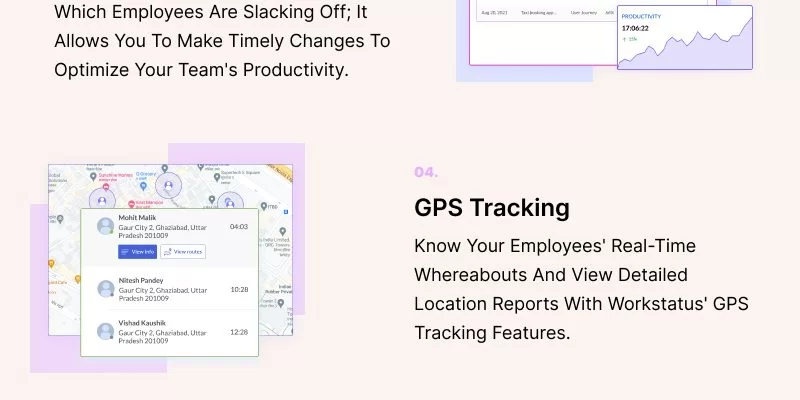 Which Employees Are Slacking Off; It
Allows You To Make Timely Changes To
Optimize Your Team's Productivity.
Aug 20, 2021 Taxi booking app... User Journey
PRODUCTIVITY
17:06:22
04.
GPS Tracking
Know Your Employees' Real-Time
Whereabouts And View Detailed
Location Reports With Workstatus' GPS
Tracking Features.
Mohit Malik
Gaur City 2, Ghaziabad, Uttar
Pradesh 201009
04:03
View info
View routes
Nitesh Pandey
Gaur City 2, Ghaziabad, Uttar
Pradesh 201009
10:28
Vishad Kaushik
Gaur City 2, Ghaziabad, Uttar
Pradesh 201009
12:28